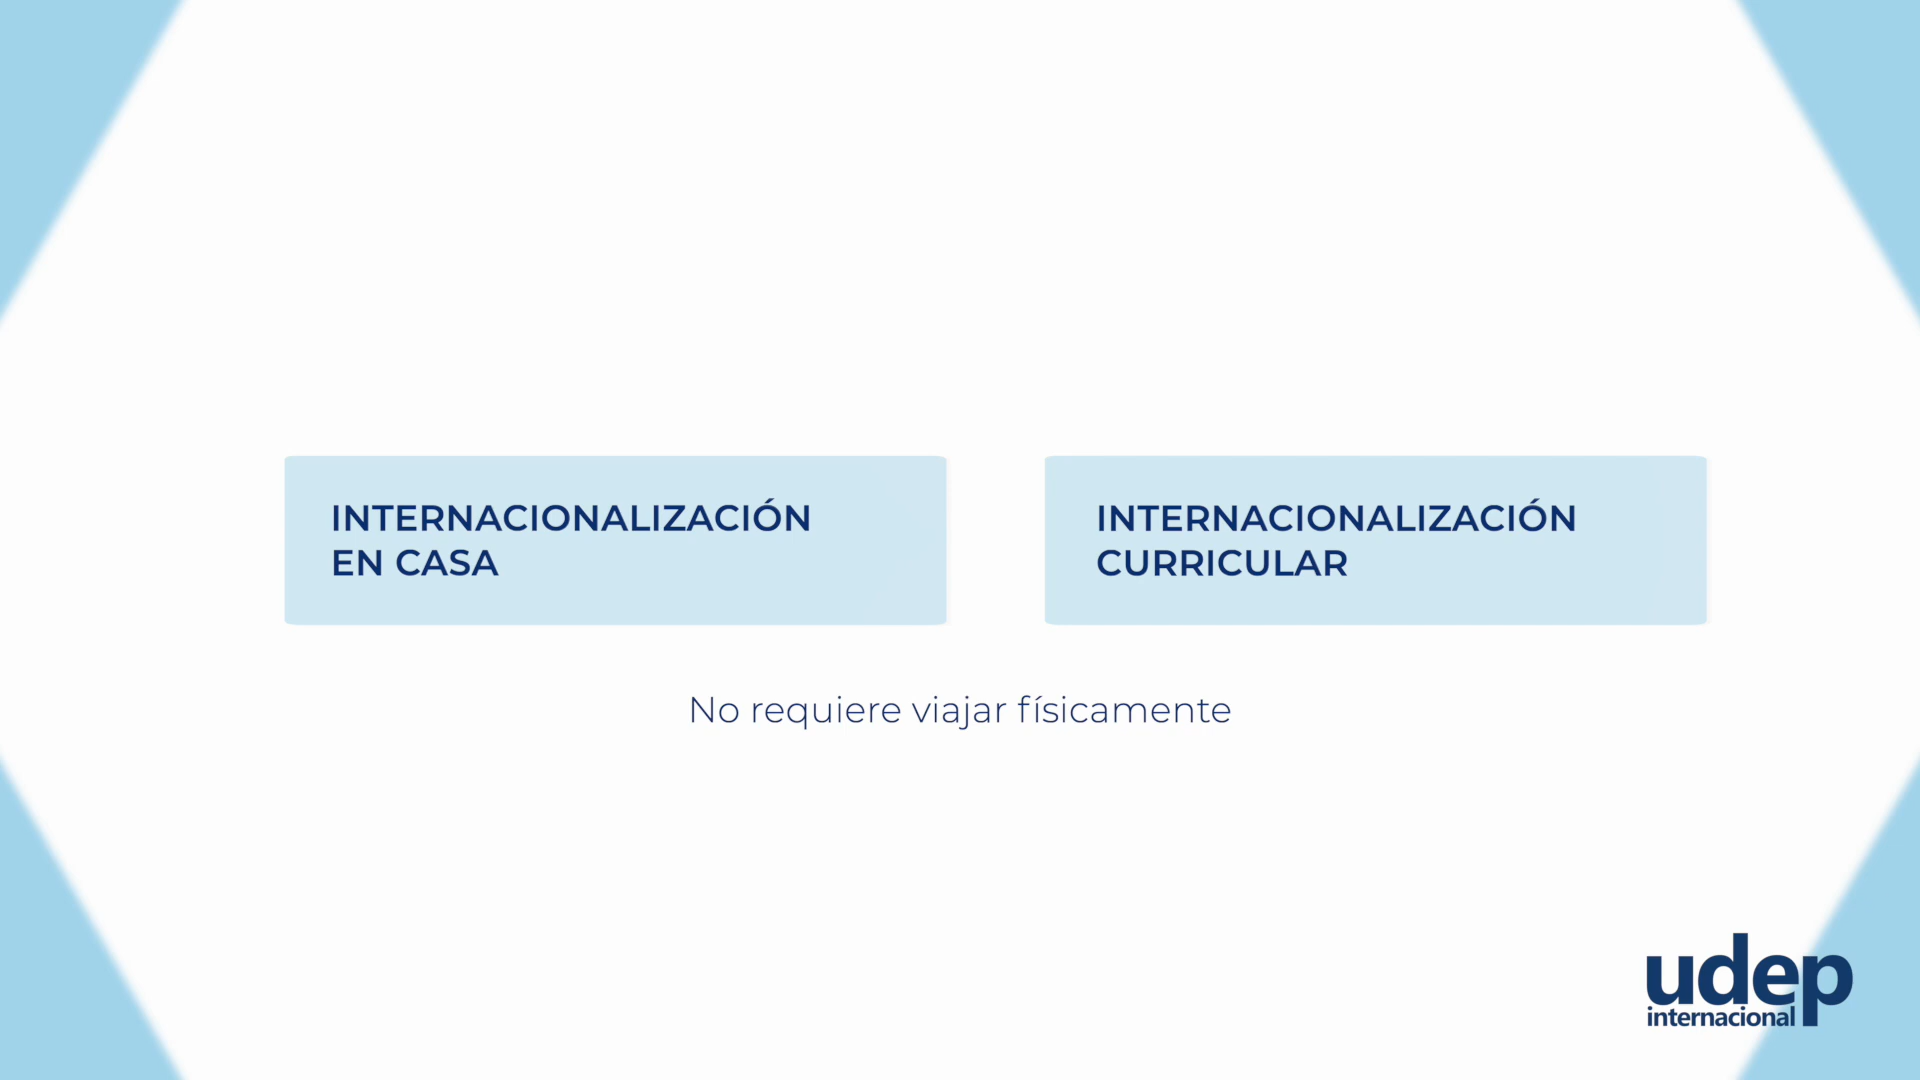 INTERNACIONALIZACIÓN
EN CASA
INTERNACIONALIZACIÓN
CURRICULAR
No requiere viajar físicamente
udep
internacional